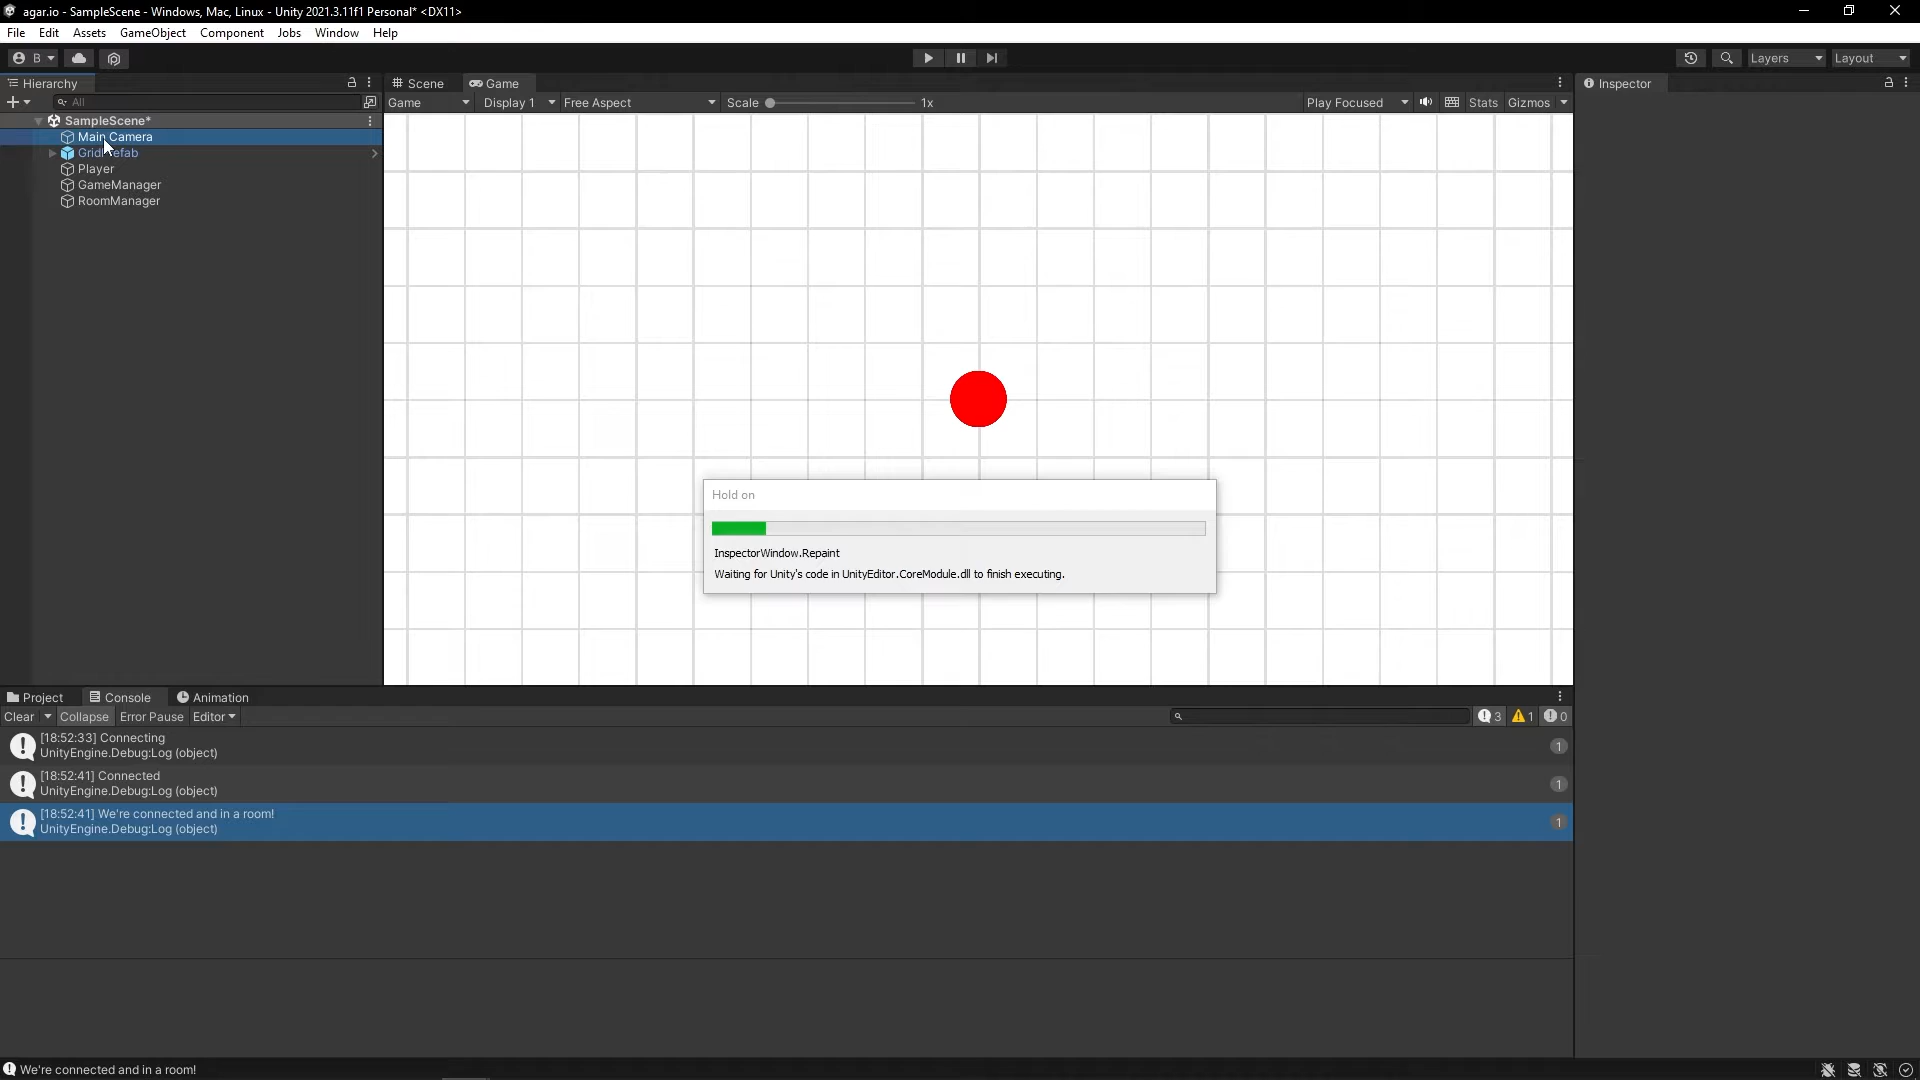 agar.io - SampleScene - Windows, Mac, Linux - Unity 2021.3.11f1 Personal* <DX11>
File Edit Assets GameObject Component Jobs Window Help
B Layers Layout
Hierarchy Scene Game Inspector
All Game Display 1 Free Aspect Scale 1x Play Focused Stats Gizmos
SampleScene*
Main Camera
Player
GameManager
RoomManager
Hold on
InspectorWindow.Repaint
Waiting for Unity's code in UnityEditor.CoreModule.dll to finish executing.
Project Console Animation
Clear Collapse Error Pause Editor 3 1 0
[18:52:33] Connecting
UnityEngine.Debug:Log (object)
1
[18:52:41] Connected
UnityEngine.Debug:Log (object)
1
[18:52:41] We're connected and in a room!
UnityEngine.Debug:Log (object)
1
We're connected and in a room!